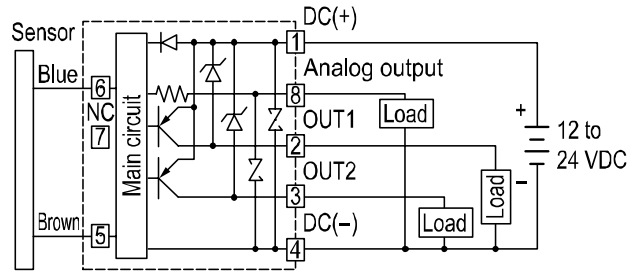 Sensor
DC(+)
1
Blue
6
NC
7
Main circuit
Analog output
8
Load
OUT1
2
+
12 to
24 VDC
–
OUT2
3
Load
Load
Brown
5
DC(–)
4